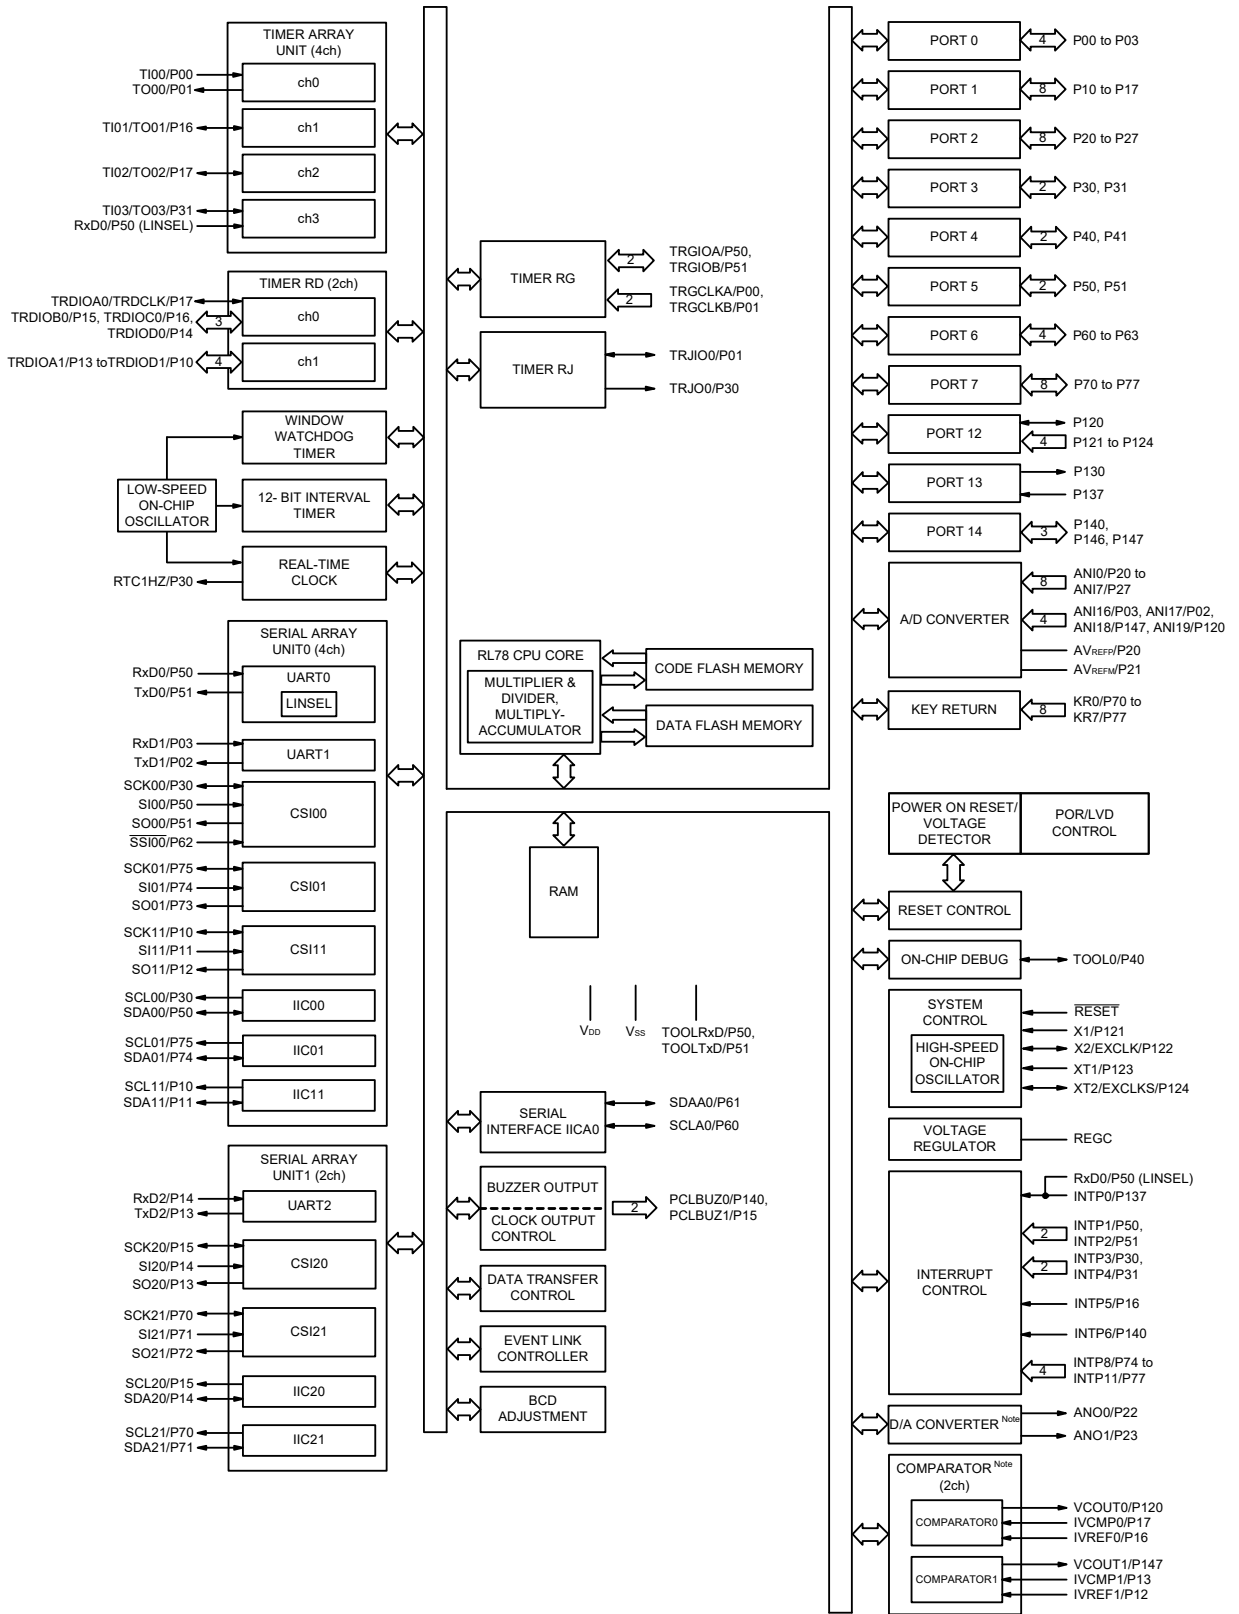 TIMER ARRAY
UNIT (4ch)
TI00/P00
TO00/P01
ch0
TI01/TO01/P16
ch1
TI02/TO02/P17
ch2
TI03/TO03/P31
RxD0/P50 (LINSEL)
ch3
TIMER RD (2ch)
TRDIOA0/TRDCLK/P17
TRDIOB0/P15, TRDIOC0/P16,
TRDIOD0/P14
3
ch0
TRDIOA1/P13 toTRDIOD1/P10
4
ch1
WINDOW
WATCHDOG
TIMER
LOW-SPEED
ON-CHIP
OSCILLATOR
12- BIT INTERVAL
TIMER
REAL-TIME
CLOCK
RTC1HZ/P30
SERIAL ARRAY
UNIT0 (4ch)
RxD0/P50
TxD0/P51
UART0
LINSEL
RxD1/P03
TxD1/P02
UART1
SCK00/P30
SI00/P50
SO00/P51
SSI00/P62
CSI00
SCK01/P75
SI01/P74
SO01/P73
CSI01
SCK11/P10
SI11/P11
SO11/P12
CSI11
SCL00/P30
SDA00/P50
IIC00
SCL01/P75
SDA01/P74
IIC01
SCL11/P10
SDA11/P11
IIC11
SERIAL ARRAY
UNIT1 (2ch)
RxD2/P14
TxD2/P13
UART2
SCK20/P15
SI20/P14
SO20/P13
CSI20
SCK21/P70
SI21/P71
SO21/P72
CSI21
SCL20/P15
SDA20/P14
IIC20
SCL21/P70
SDA21/P71
IIC21
TIMER RG
2
TRGIOA/P50,
TRGIOB/P51
2
TRGCLKA/P00,
TRGCLKB/P01
TIMER RJ
TRJIO0/P01
TRJO0/P30
RL78 CPU CORE
MULTIPLIER &
DIVIDER,
MULTIPLY-
ACCUMULATOR
CODE FLASH MEMORY
DATA FLASH MEMORY
RAM
VDD
VSS
TOOLRxD/P50,
TOOLTxD/P51
SERIAL
INTERFACE IICA0
SDAA0/P61
SCLA0/P60
BUZZER OUTPUT
CLOCK OUTPUT
CONTROL
2
PCLBUZ0/P140,
PCLBUZ1/P15
DATA TRANSFER
CONTROL
EVENT LINK
CONTROLLER
BCD
ADJUSTMENT
PORT 0
4
P00 to P03
PORT 1
8
P10 to P17
PORT 2
8
P20 to P27
PORT 3
2
P30, P31
PORT 4
2
P40, P41
PORT 5
2
P50, P51
PORT 6
4
P60 to P63
PORT 7
8
P70 to P77
PORT 12
P120
4
P121 to P124
PORT 13
P130
P137
PORT 14
3
P140,
P146, P147
A/D CONVERTER
8
ANI0/P20 to
ANI7/P27
4
ANI16/P03, ANI17/P02,
ANI18/P147, ANI19/P120
AVREFP/P20
AVREFM/P21
KEY RETURN
8
KR0/P70 to
KR7/P77
POWER ON RESET/
VOLTAGE
DETECTOR
POR/LVD
CONTROL
RESET CONTROL
ON-CHIP DEBUG
TOOL0/P40
SYSTEM
CONTROL
HIGH-SPEED
ON-CHIP
OSCILLATOR
RESET
X1/P121
X2/EXCLK/P122
XT1/P123
XT2/EXCLKS/P124
VOLTAGE
REGULATOR
REGC
INTERRUPT
CONTROL
RxD0/P50 (LINSEL)
INTP0/P137
2
INTP1/P50,
INTP2/P51
2
INTP3/P30,
INTP4/P31
INTP5/P16
INTP6/P140
4
INTP8/P74 to
INTP11/P77
D/A CONVERTER Note
ANO0/P22
ANO1/P23
COMPARATOR Note
(2ch)
COMPARATOR0
VCOUT0/P120
IVCMP0/P17
IVREF0/P16
COMPARATOR1
VCOUT1/P147
IVCMP1/P13
IVREF1/P12